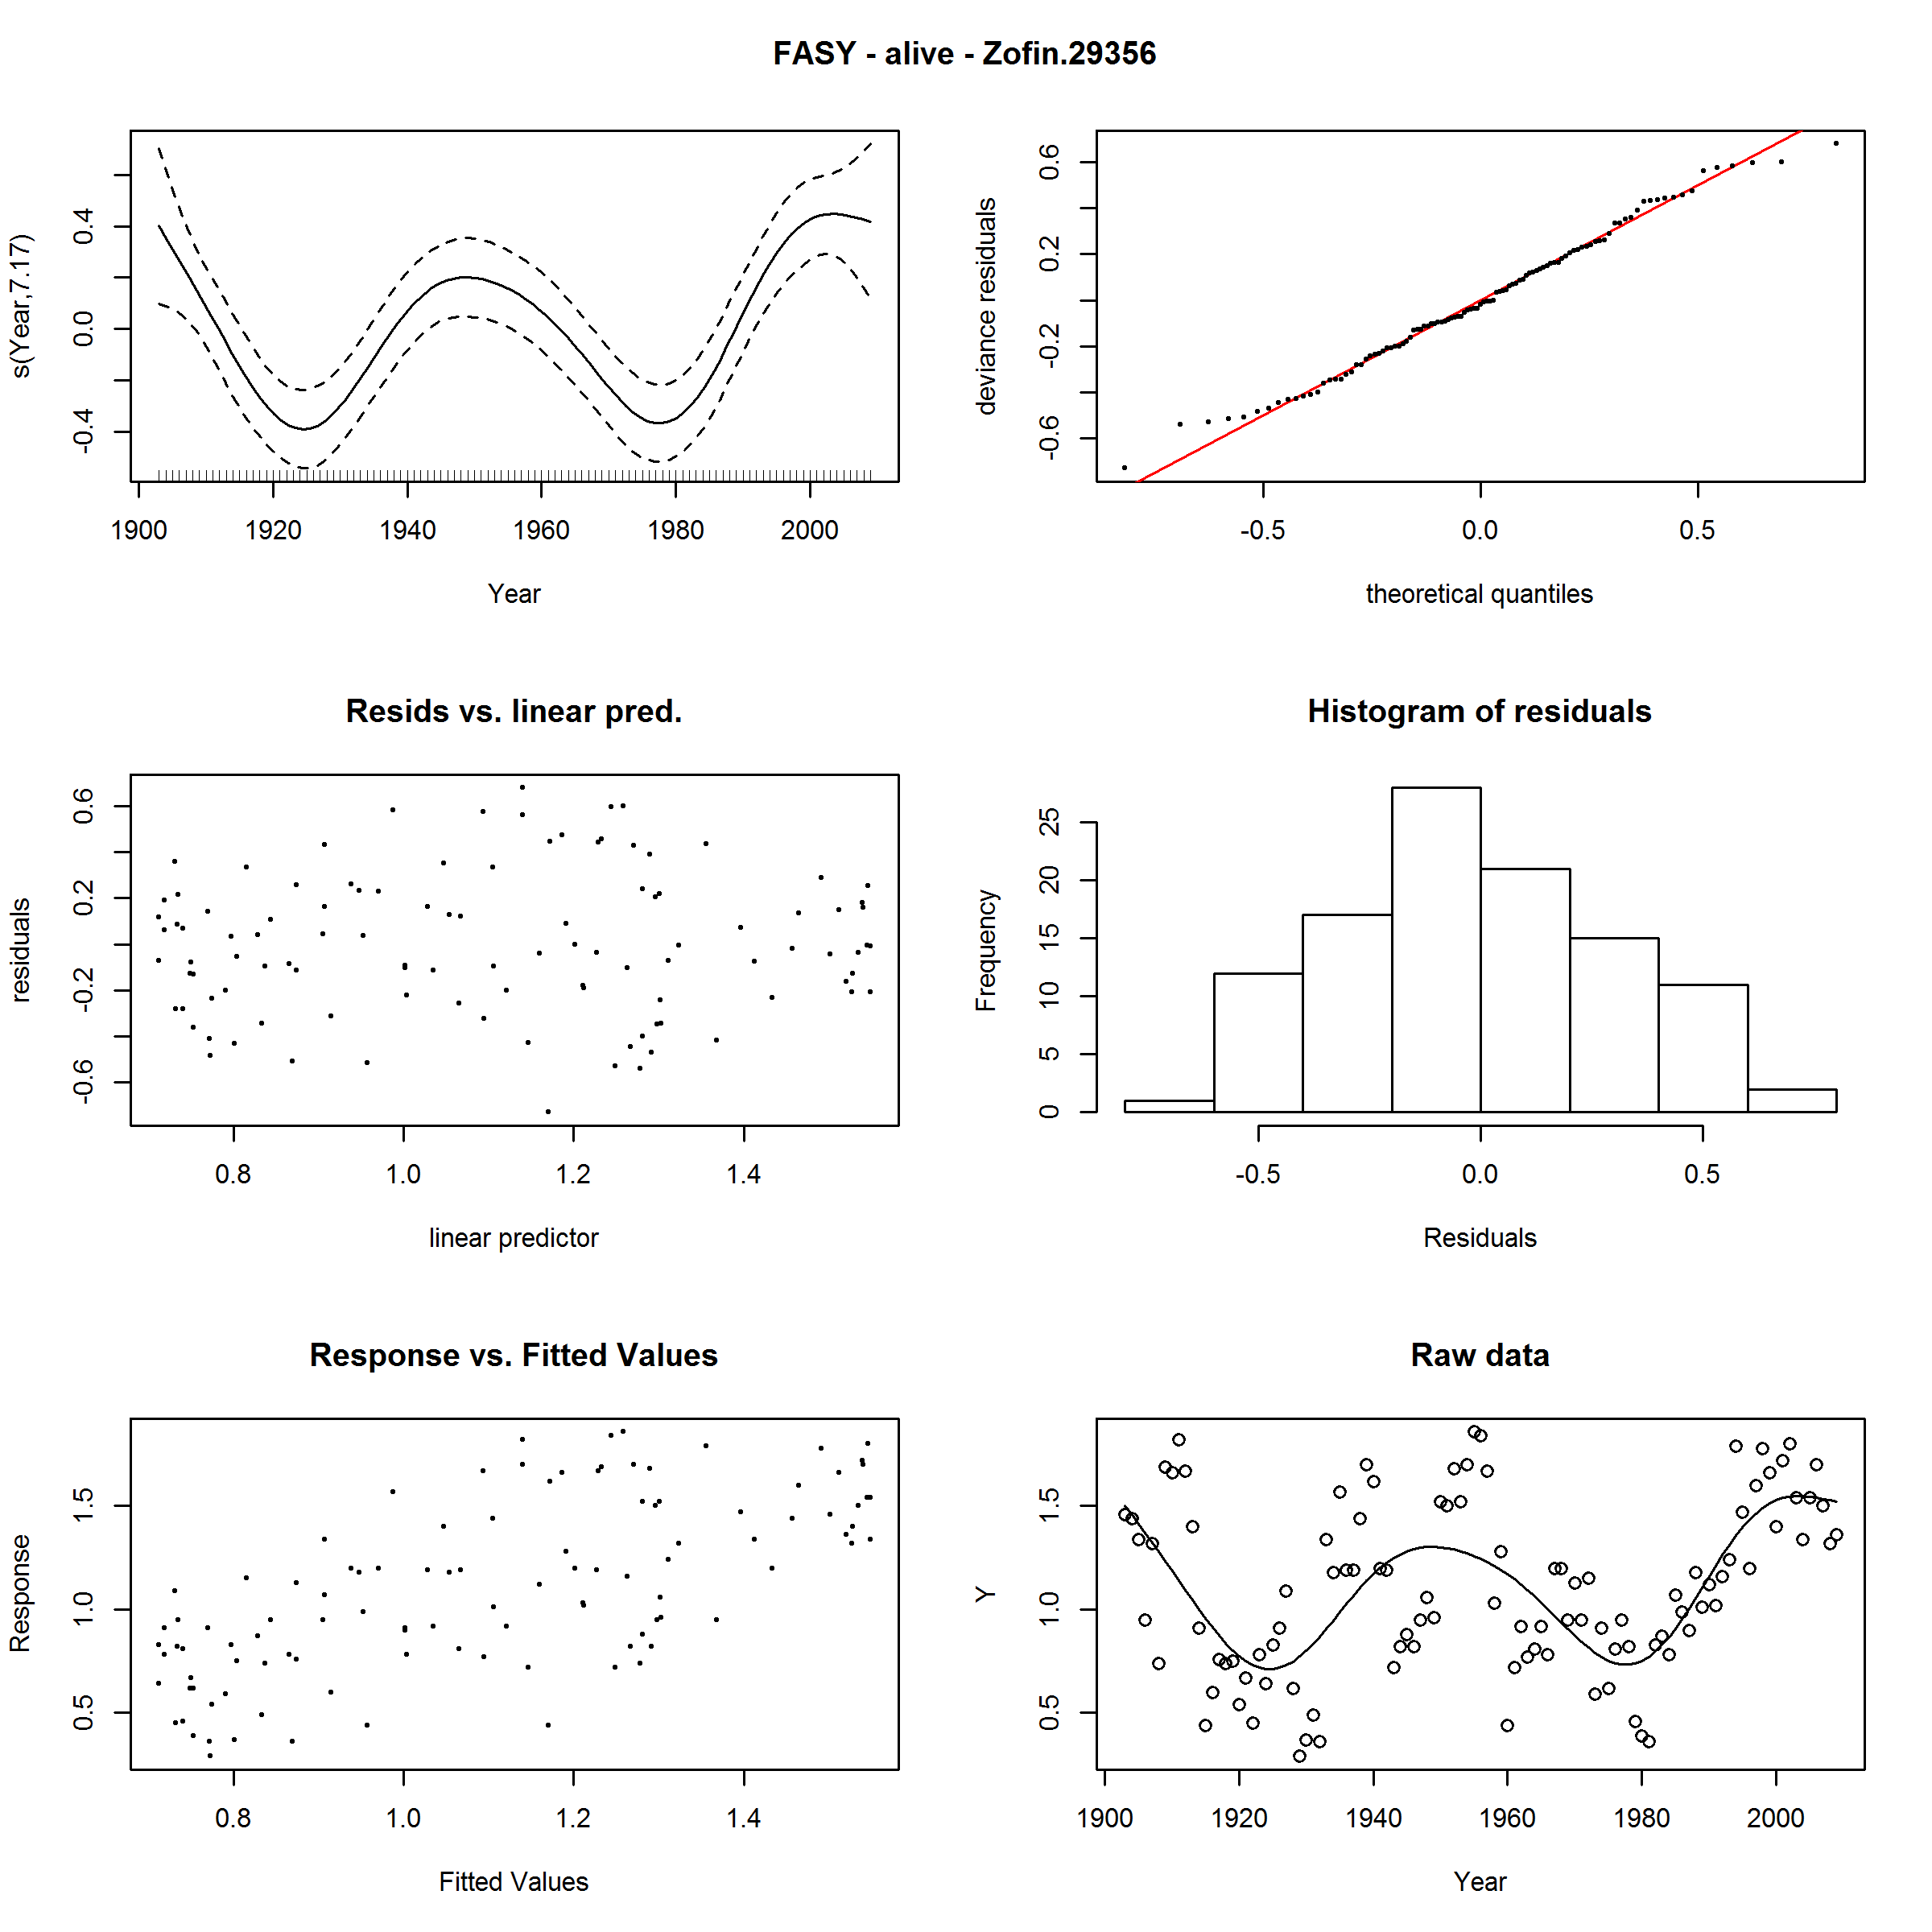 FASY - alive - Zofin.29356
s(Year,7.17)
-0.4 0.0 0.4
1900 1920 1940 1960 1980 2000
Year
deviance residuals
-0.6 -0.2 0.2 0.6
-0.5 0.0 0.5
theoretical quantiles
Resids vs. linear pred.
residuals
-0.6 -0.2 0.2 0.6
0.8 1.0 1.2 1.4
linear predictor
Histogram of residuals
Frequency
0 5 10 15 20 25
-0.5 0.0 0.5
Residuals
Response vs. Fitted Values
Response
0.5 1.0 1.5
0.8 1.0 1.2 1.4
Fitted Values
Raw data
Y
0.5 1.0 1.5
1900 1920 1940 1960 1980 2000
Year